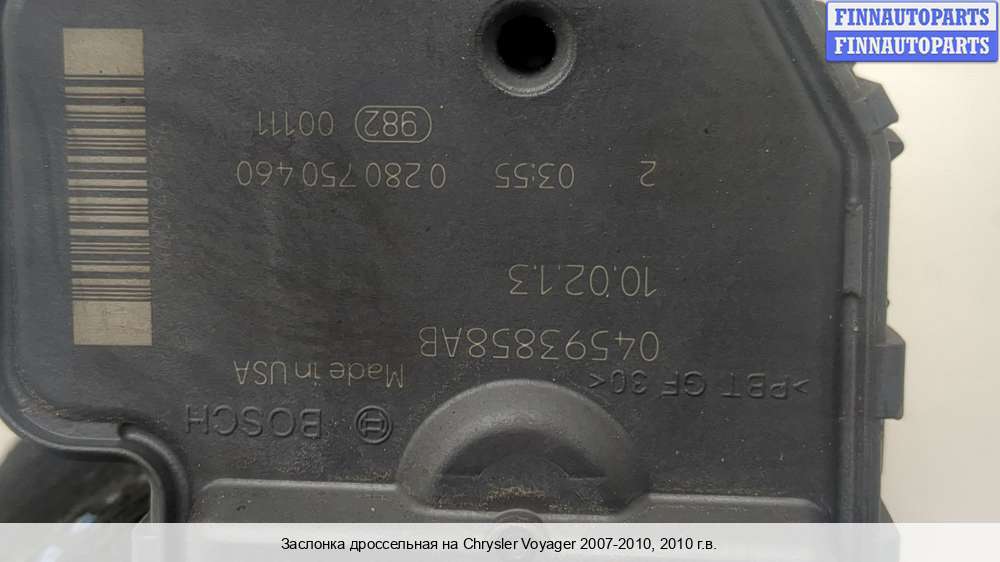 FINNAUTOPARTS
FINNAUTOPARTS
BOSCH
Made in USA
>PBT GF 30<
04593858AB
10.02.13
0 280 750 460 03:55 2
982 00111
Заслонка дроссельная на Chrysler Voyager 2007-2010, 2010 г.в.